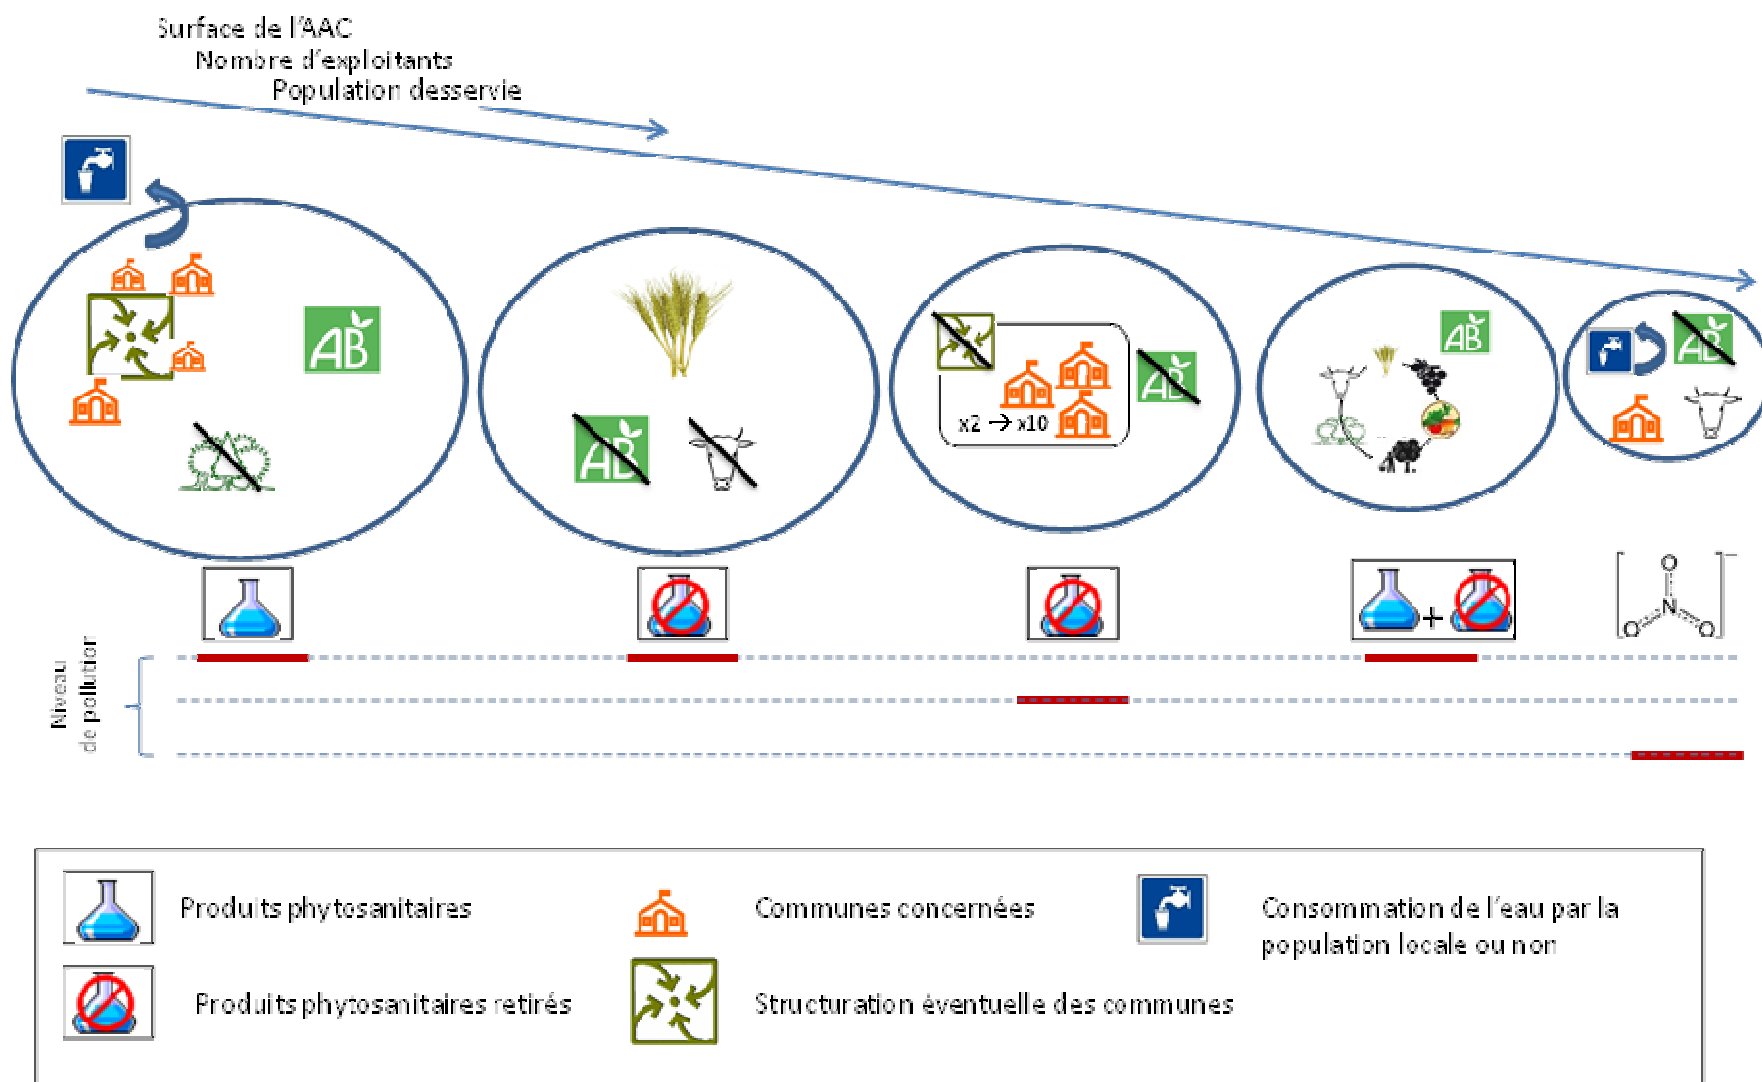 Surface de l'AAC
Nombre d'exploitants
Population desservie
AB
AB
AB
AB
AB
x2 → x10
+
O
N
O
O
−
Niveau
de pollution
Produits phytosanitaires
Communes concernées
Consommation de l'eau par la
population locale ou non
Produits phytosanitaires retirés
Structuration éventuelle des communes